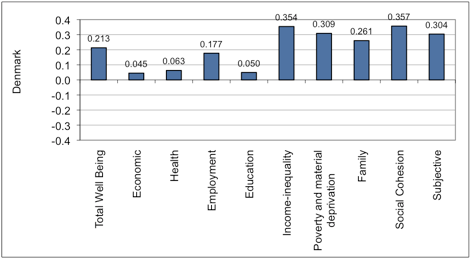 Denmark
0.4
0.3
0.2
0.1
0.0
-0.1
-0.2
-0.3
-0.4
0.213
0.045
0.063
0.177
0.050
0.354
0.309
0.261
0.357
0.304
Total Well Being
Economic
Health
Employment
Education
Income-inequality
Poverty and material
deprivation
Family
Social Cohesion
Subjective